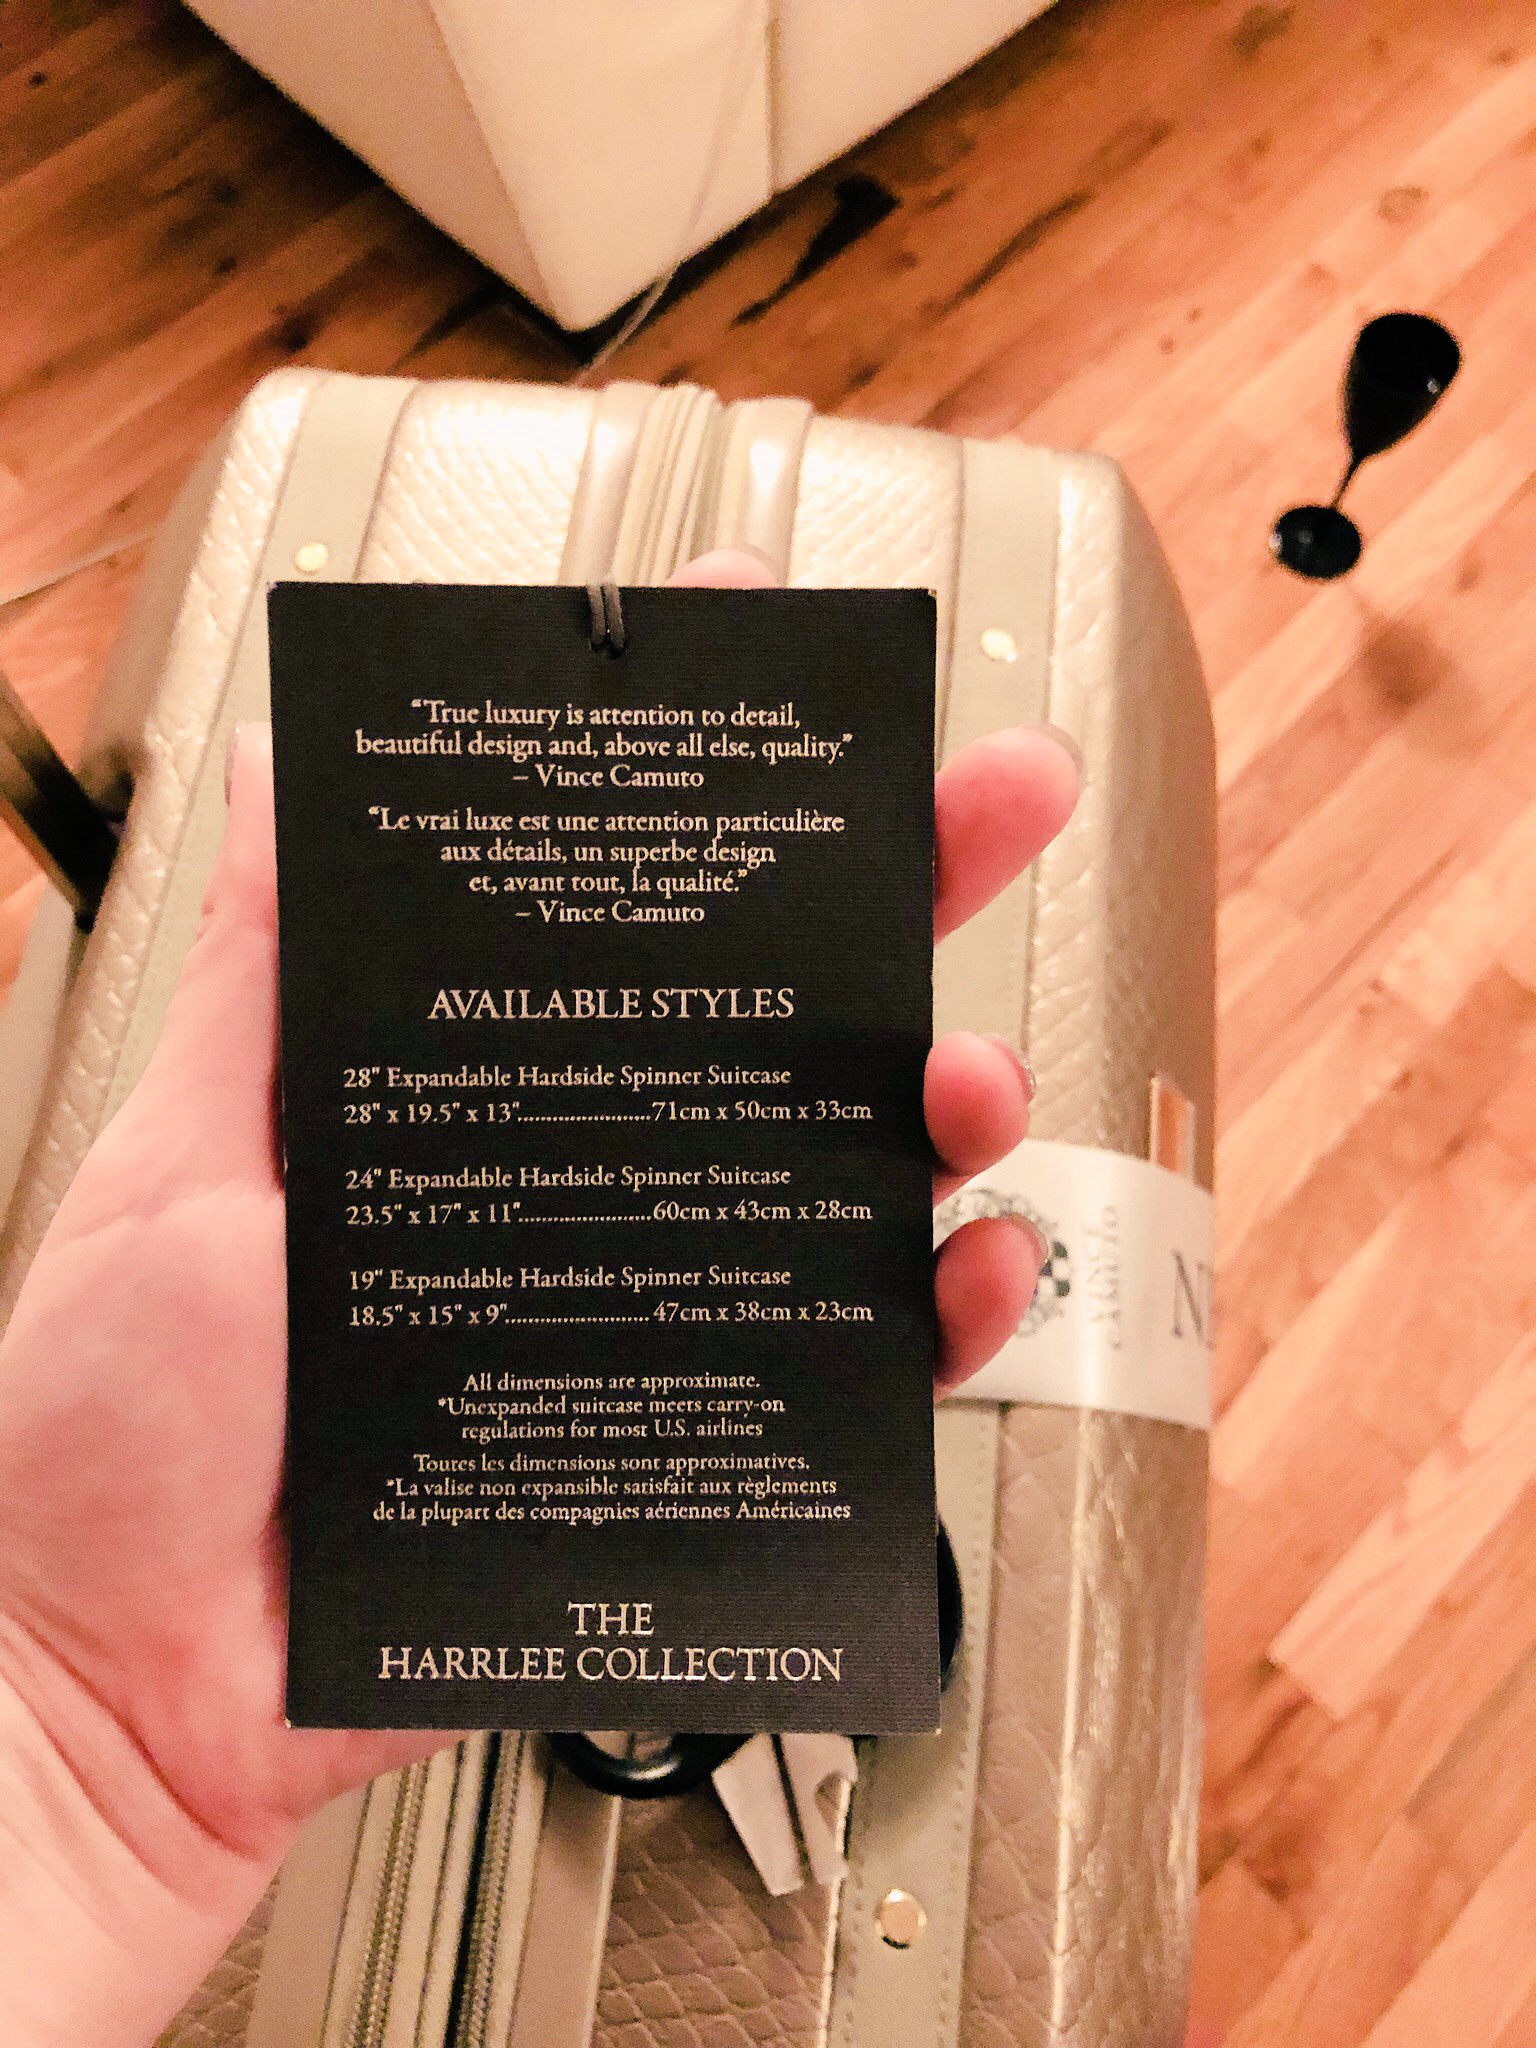 “True luxury is attention to detail,
beautiful design and, above all else, quality.”
– Vince Camuto
“Le vrai luxe est une attention particulière
aux détails, un superbe design
et, avant tout, la qualité.”
– Vince Camuto
AVAILABLE STYLES
28" Expandable Hardside Spinner Suitcase
28" x 19.5" x 13"........................71cm x 50cm x 33cm
24" Expandable Hardside Spinner Suitcase
23.5" x 17" x 11"........................60cm x 43cm x 28cm
19" Expandable Hardside Spinner Suitcase
18.5" x 15" x 9"..........................47cm x 38cm x 23cm
All dimensions are approximate.
*Unexpanded suitcase meets carry-on
regulations for most U.S. airlines
Toutes les dimensions sont approximatives.
*La valise non expansible satisfait aux règlements
de la plupart des compagnies aériennes Américaines
THE
HARRLEE COLLECTION
VINCE
CAMUTO